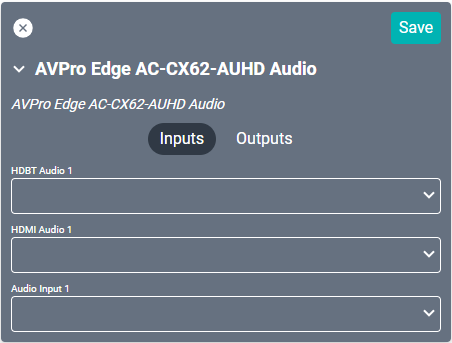 Save
AVPro Edge AC-CX62-AUHD Audio
AVPro Edge AC-CX62-AUHD Audio
Inputs Outputs
HDBT Audio 1
HDMI Audio 1
Audio Input 1